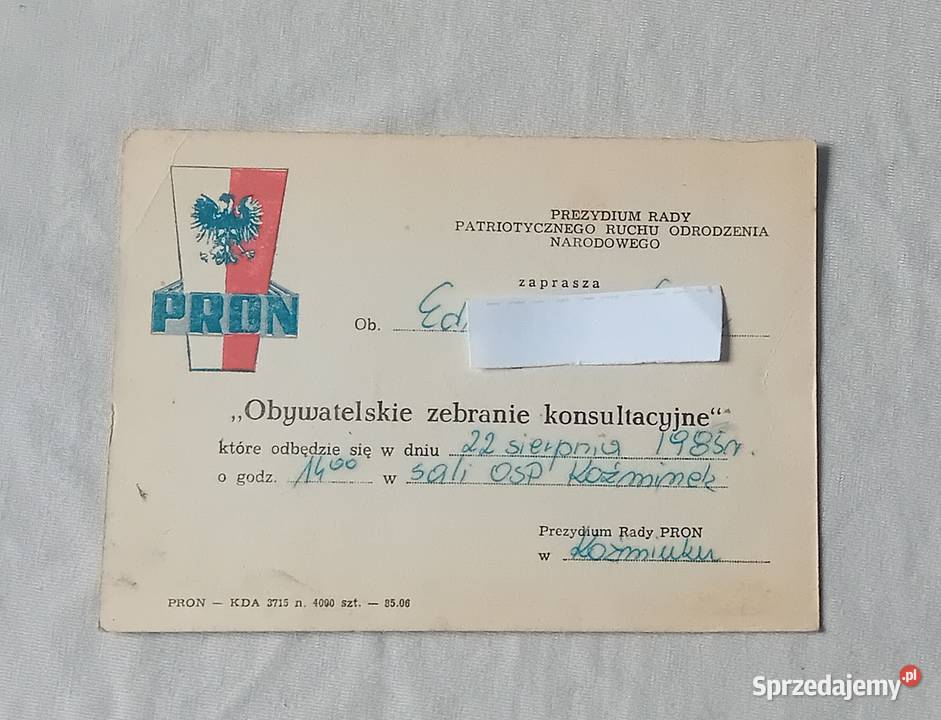 PREZYDIUM RADY
PATRIOTYCZNEGO RUCHU ODRODZENIA
NARODOWEGO
zaprasza
Ob. Ed
PRON
„Obywatelskie zebranie konsultacyjne"
które odbędzie się w dniu 22 sierpnia 1985r.
o godz. 14⁰⁰ w sali OSP Koźminek
Prezydium Rady PRON
w Koźminku
PRON — KDA 3715 n. 4000 szt. — 85.06
Sprzedajemy.pl